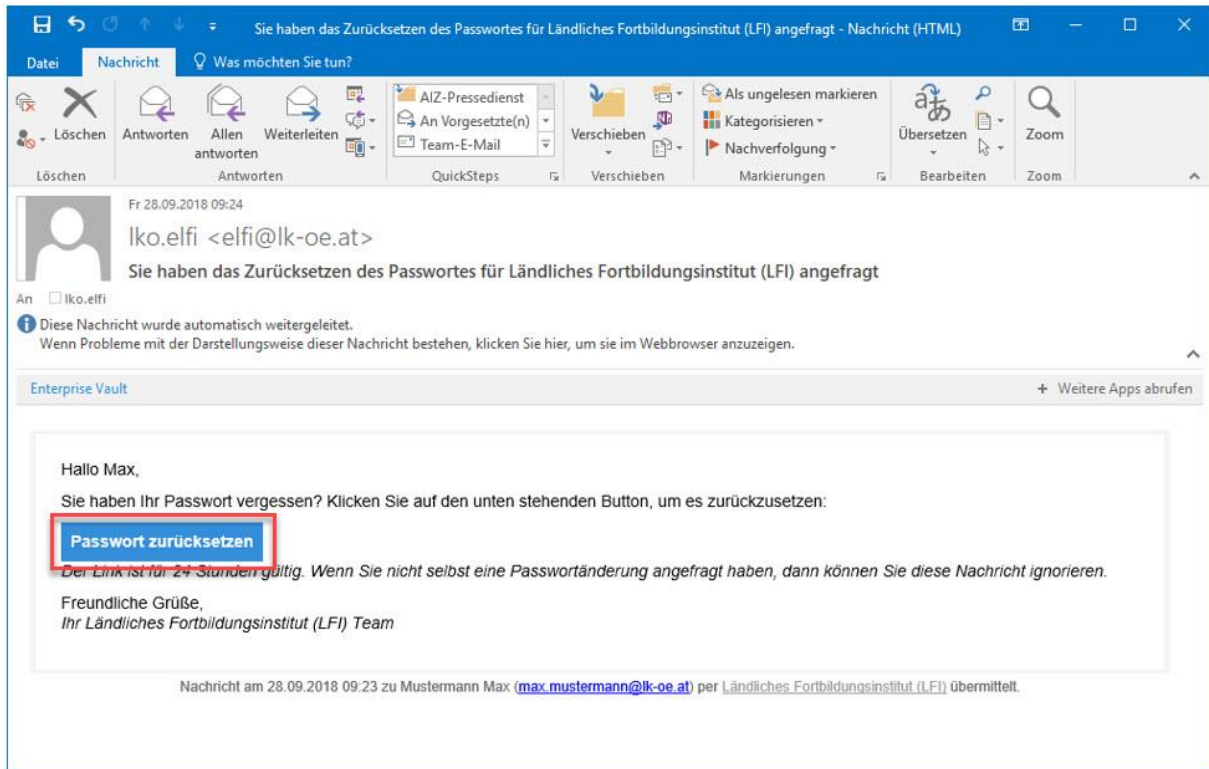 Sie haben das Zurücksetzen des Passwortes für Ländliches Fortbildungsinstitut (LFI) angefragt - Nachricht (HTML)
Datei Nachricht Was möchten Sie tun?
Löschen
Antworten
Allen antworten
Weiterleiten
AIZ-Pressedienst
An Vorgesetzte(n)
Team-E-Mail
Verschieben
Als ungelesen markieren
Kategorisieren
Nachverfolgung
Übersetzen
Zoom
Löschen Antworten QuickSteps Verschieben Markierungen Bearbeiten Zoom
Fr 28.09.2018 09:24
lko.elfi <elfi@lk-oe.at>
Sie haben das Zurücksetzen des Passwortes für Ländliches Fortbildungsinstitut (LFI) angefragt
An lko.elfi
Diese Nachricht wurde automatisch weitergeleitet.
Wenn Probleme mit der Darstellungsweise dieser Nachricht bestehen, klicken Sie hier, um sie im Webbrowser anzuzeigen.
Enterprise Vault + Weitere Apps abrufen
Hallo Max,
Sie haben Ihr Passwort vergessen? Klicken Sie auf den unten stehenden Button, um es zurückzusetzen:
Passwort zurücksetzen
Der Link ist für 24 Stunden gültig. Wenn Sie nicht selbst eine Passwortänderung angefragt haben, dann können Sie diese Nachricht ignorieren.
Freundliche Grüße,
Ihr Ländliches Fortbildungsinstitut (LFI) Team
Nachricht am 28.09.2018 09:23 zu Mustermann Max (max.mustermann@lk-oe.at) per Ländliches Fortbildungsinstitut (LFI) übermittelt.